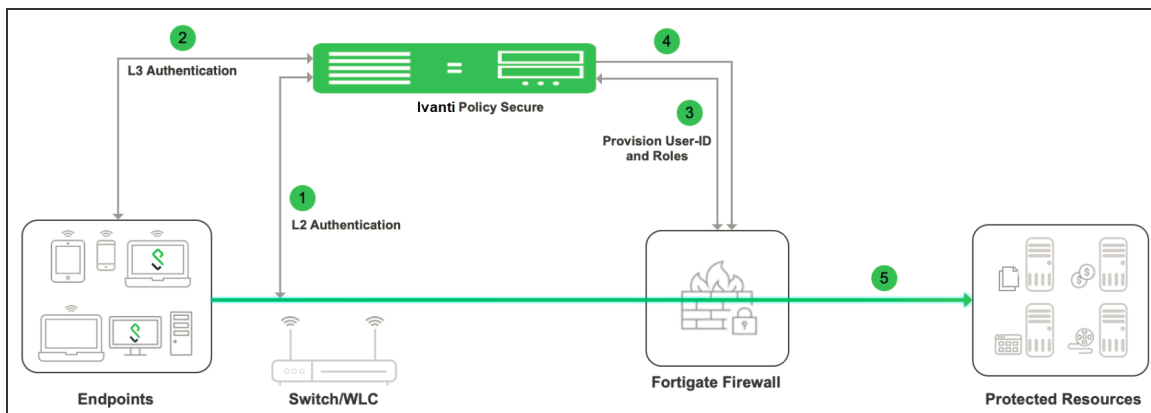 2
L3 Authentication
Ivanti Policy Secure
4
3
Provision User-ID
and Roles
1
L2 Authentication
5
Endpoints
Switch/WLC
Fortigate Firewall
Protected Resources